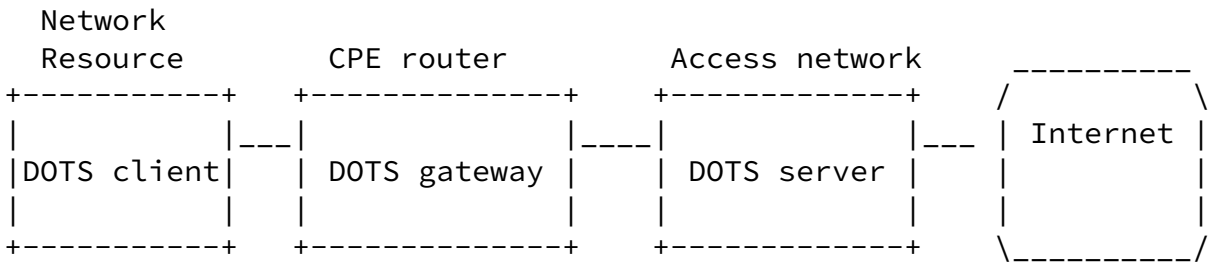 Network
Resource CPE router Access network
Internet
DOTS client DOTS gateway DOTS server